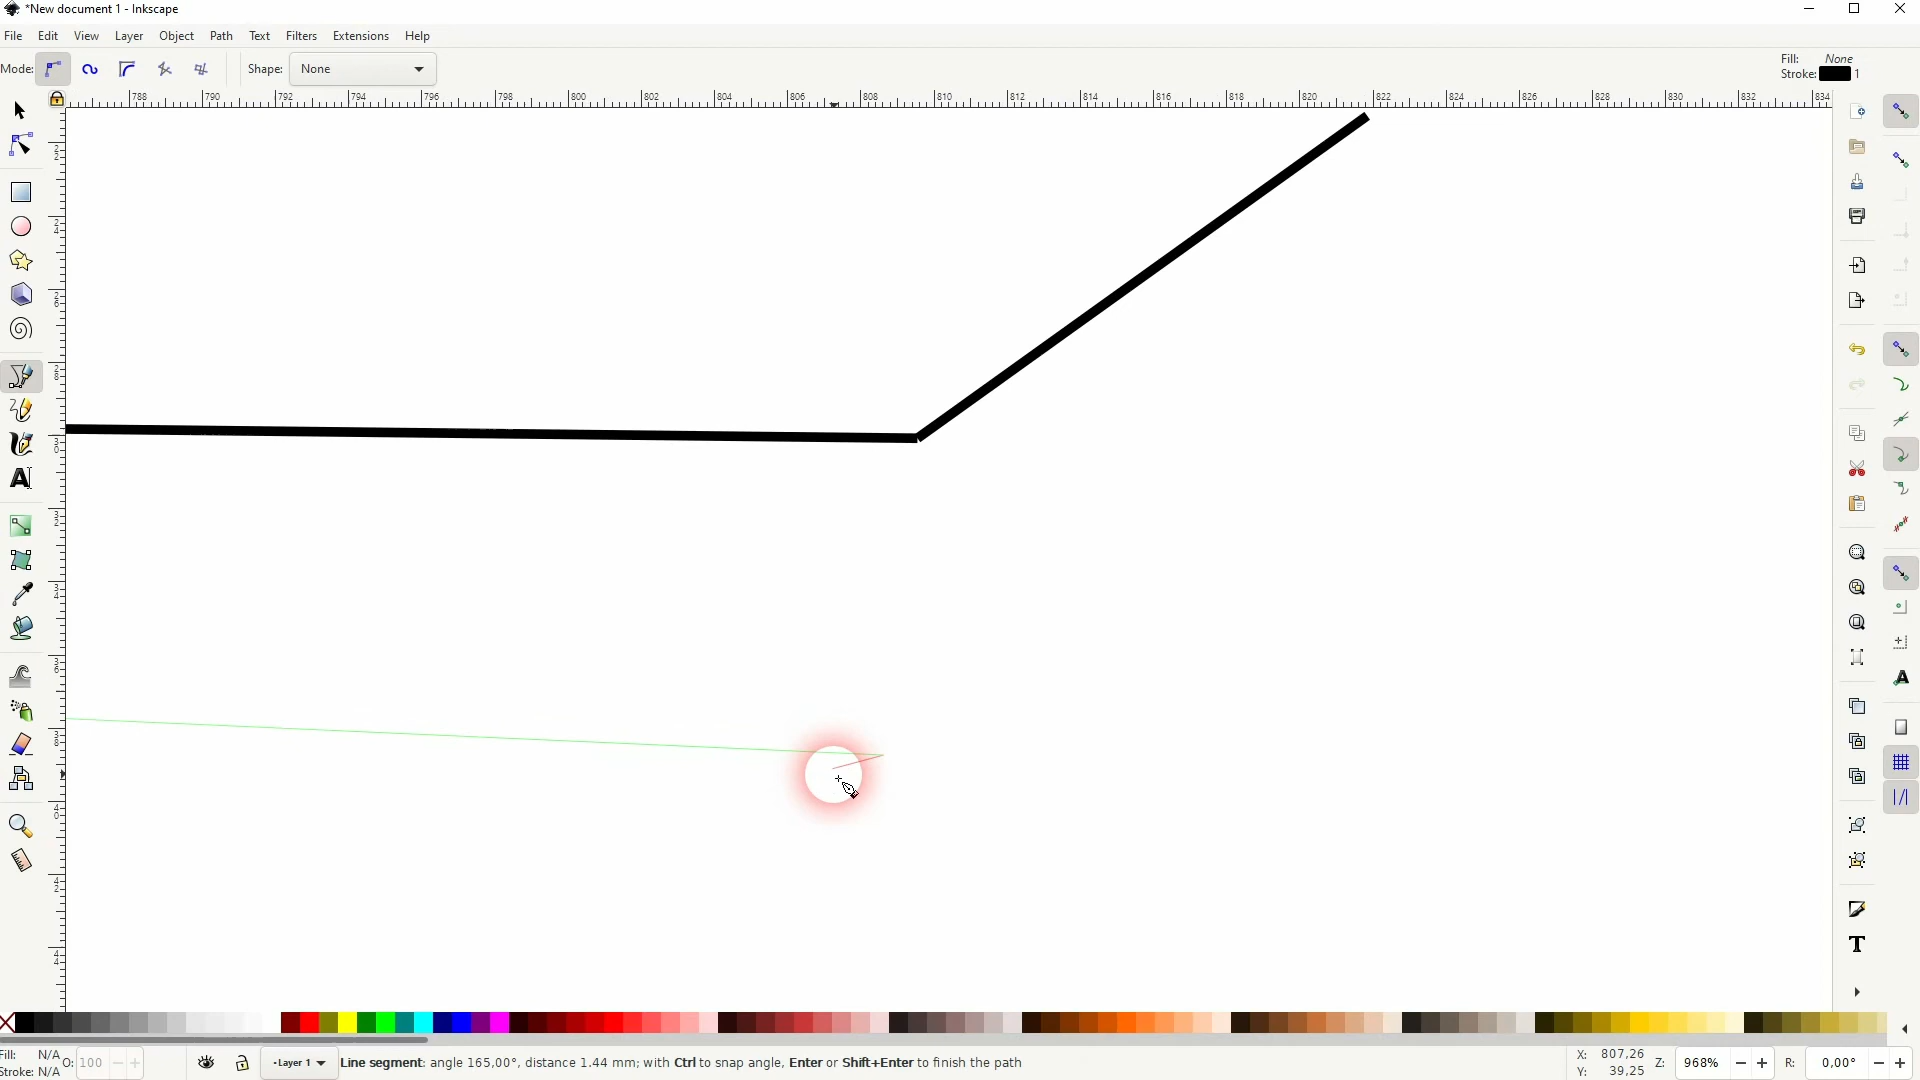 *New document 1 - Inkscape
File Edit View Layer Object Path Text Filters Extensions Help
Mode: Shape: None
Fill: None
Stroke: 1
788 790 792 794 796 798 800 802 804 806 808 810 812 814 816 818 820 822 824 826 828 830 832 834
Fill: N/A
Stroke: N/A
O: 100
Layer 1
Line segment: angle 165,00°, distance 1.44 mm; with Ctrl to snap angle, Enter or Shift+Enter to finish the path
X: 807,26
Y: 39,25
Z: 968%
R: 0,00°